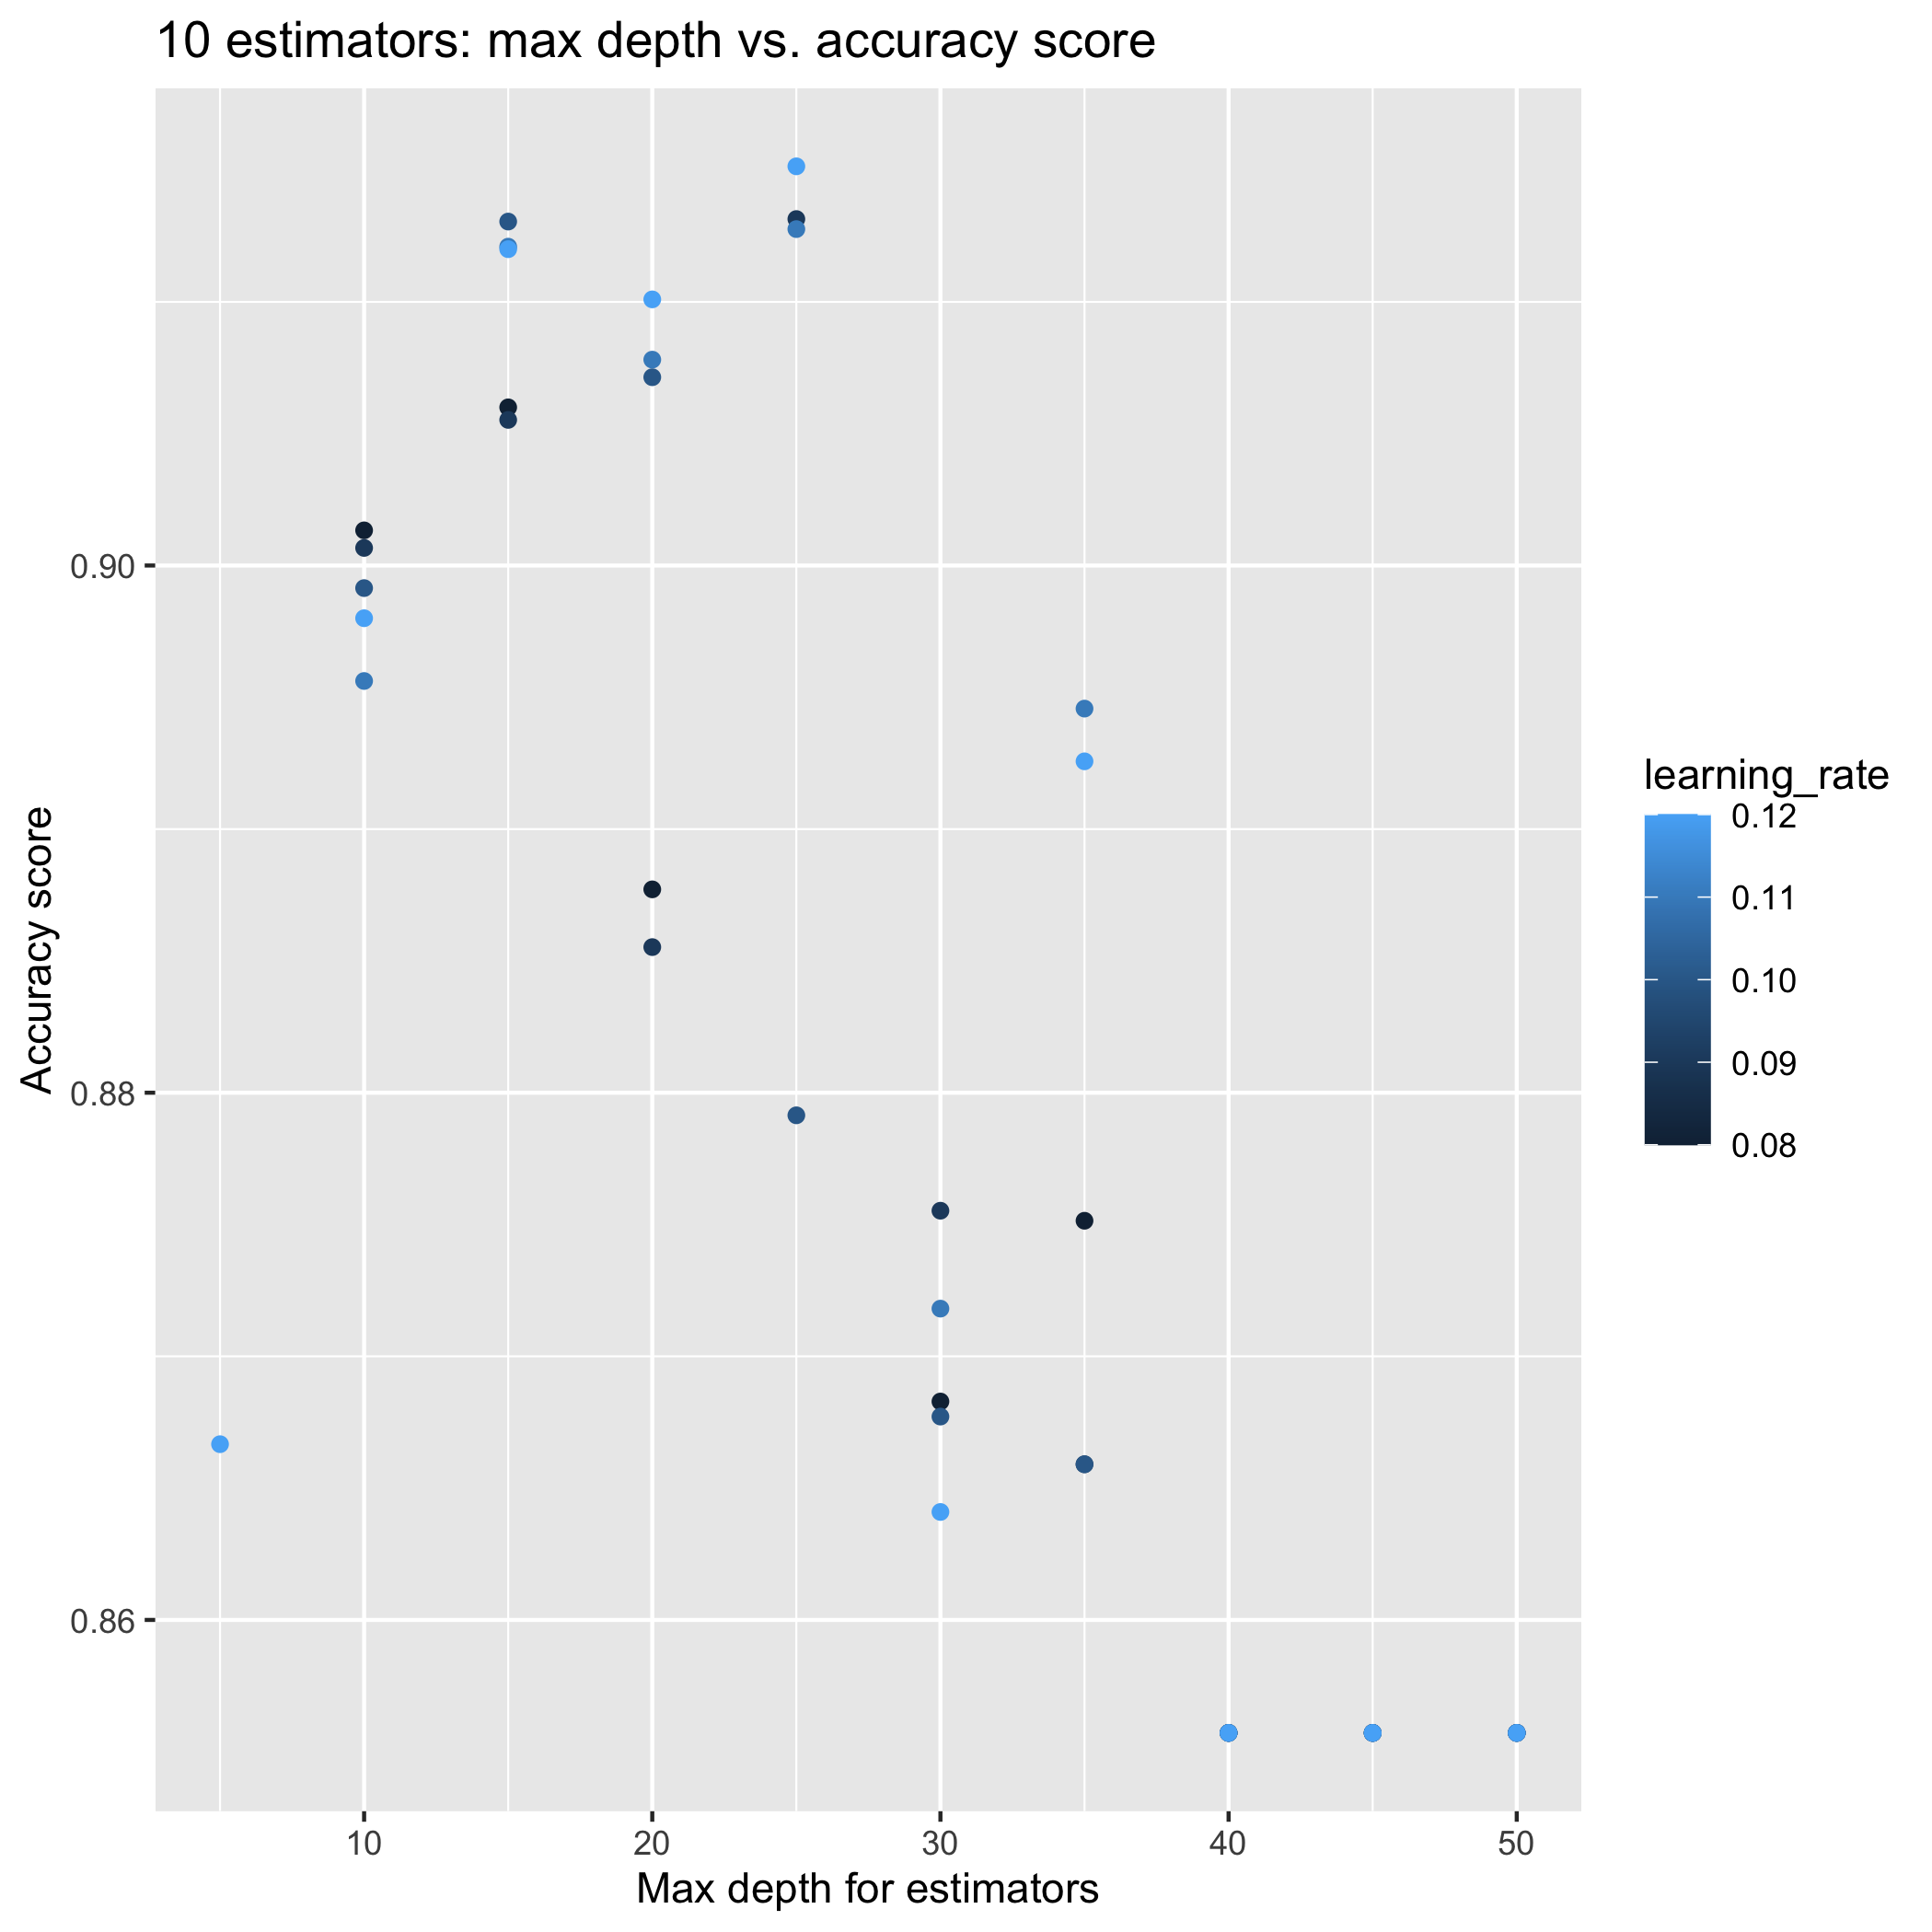 10 estimators: max depth vs. accuracy score
Accuracy score
0.90
0.88
0.86
10 20 30 40 50
Max depth for estimators
learning_rate
0.12
0.11
0.10
0.09
0.08